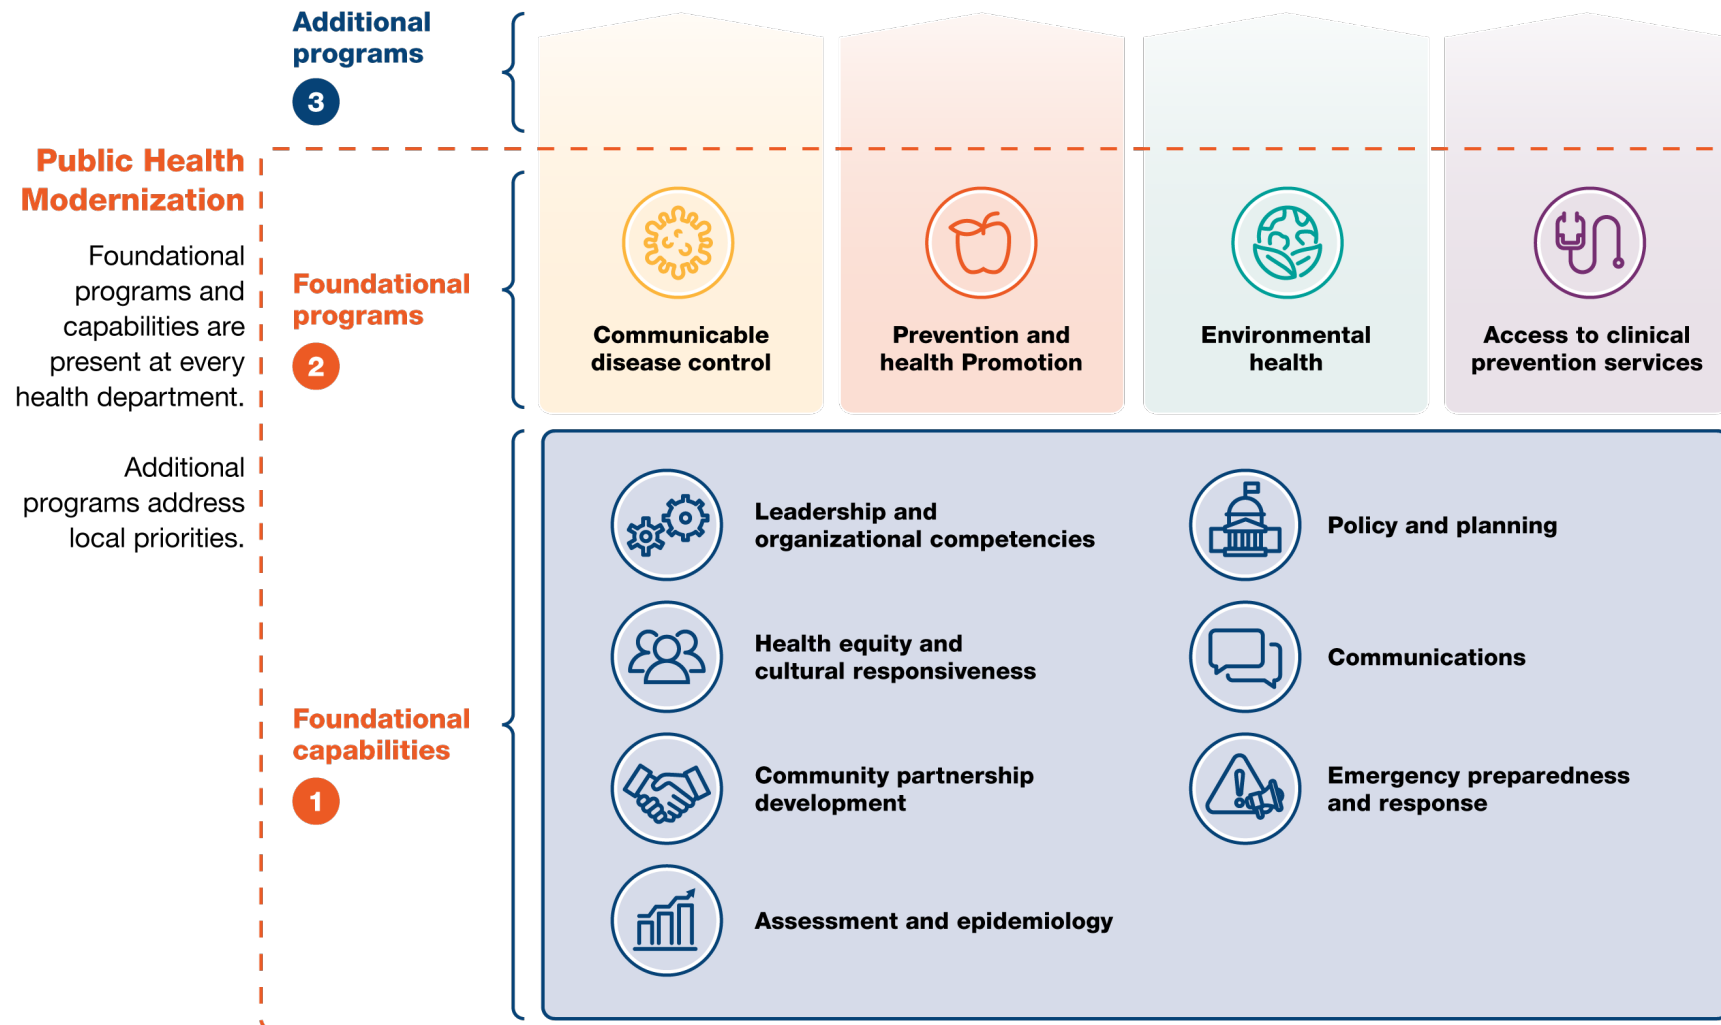 Additional
programs
3
Public Health
Modernization
Foundational
programs and
capabilities are
present at every
health department.
Additional
programs address
local priorities.
Foundational
programs
2
Communicable
disease control
Prevention and
health Promotion
Environmental
health
Access to clinical
prevention services
Foundational
capabilities
1
Leadership and
organizational competencies
Policy and planning
Health equity and
cultural responsiveness
Communications
Community partnership
development
Emergency preparedness
and response
Assessment and epidemiology